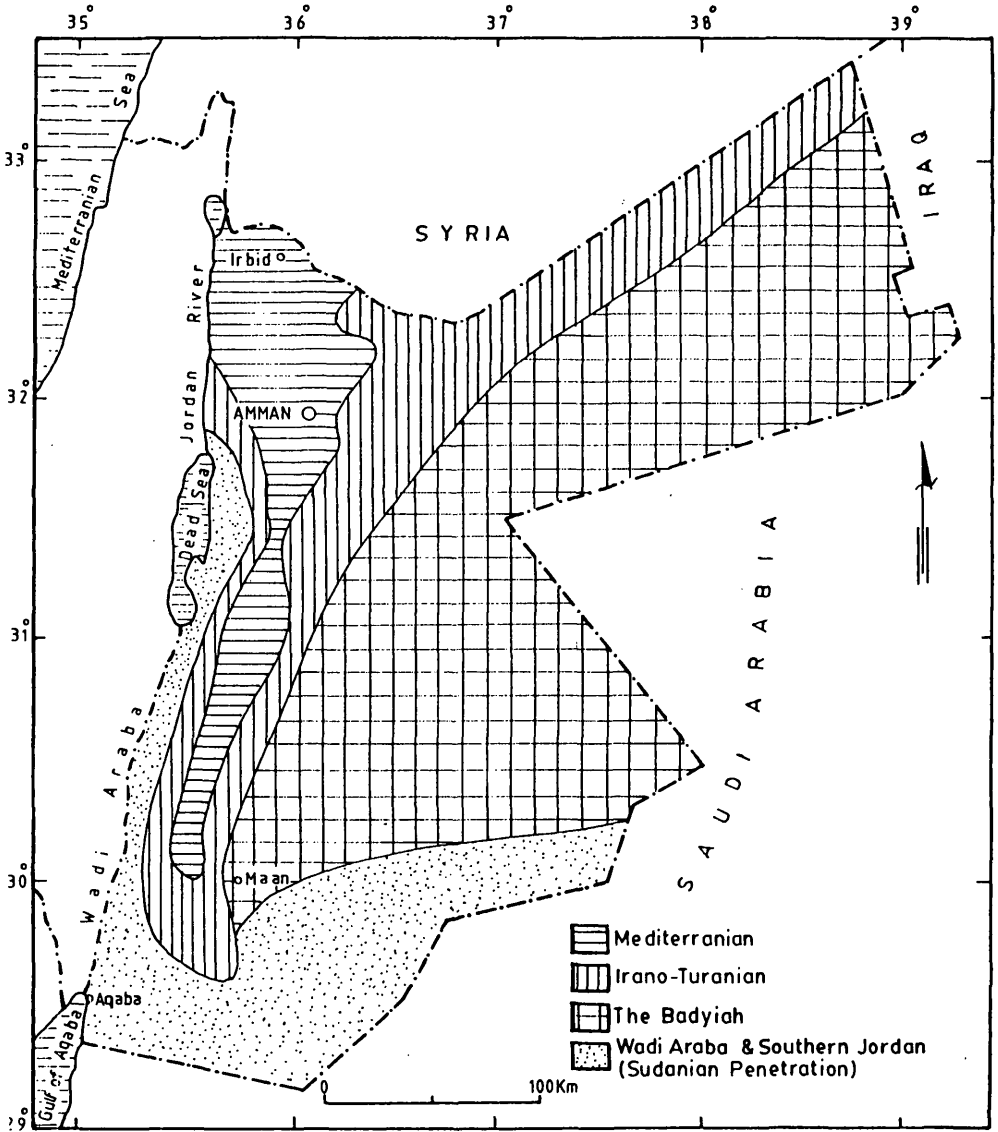 35° 36° 37° 38° 39°
33°
32°
31°
30°
29°
Mediterranian Sea
SYRIA
IRAQ
Irbid
Jordan River
AMMAN
Dead Sea
SAUDI ARABIA
Wadi Araba
Maan
Aqaba
Gulf of Aqaba
Mediterranian
Irano-Turanian
The Badyiah
Wadi Araba & Southern Jordan
(Sudanian Penetration)
0 100Km